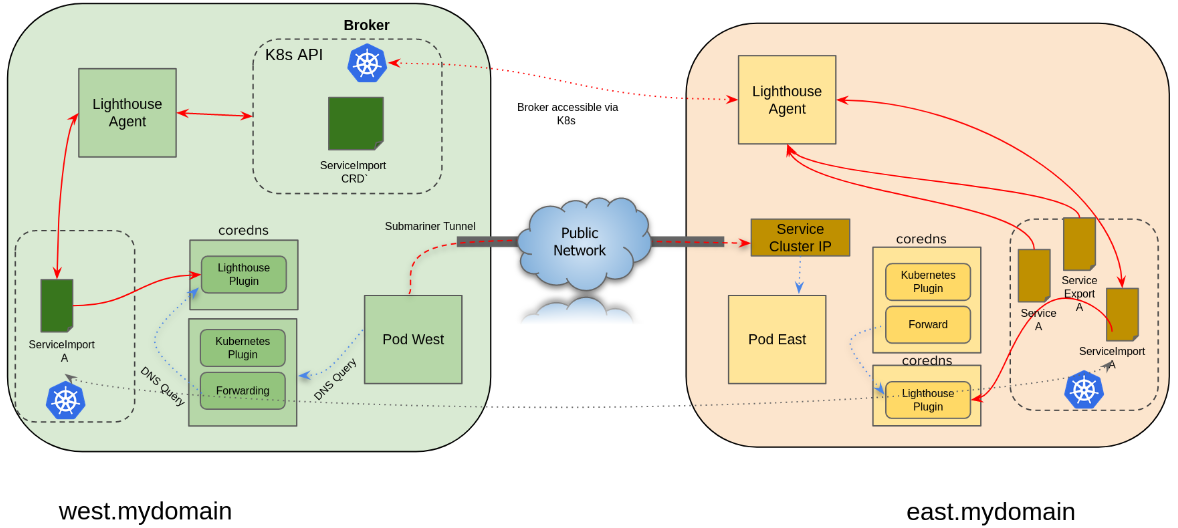 Broker
K8s API
Lighthouse
Agent
ServiceImport
CRD`
Broker accessible via
K8s
Lighthouse
Agent
Submariner Tunnel
Public
Network
Service
Cluster IP
coredns
Lighthouse
Plugin
Kubernetes
Plugin
Forwarding
DNS Query
DNS Query
Pod West
ServiceImport
A
Pod East
coredns
Kubernetes
Plugin
Forward
coredns
Lighthouse
Plugin
Service
Export
A
Service
A
ServiceImport
A
west.mydomain
east.mydomain